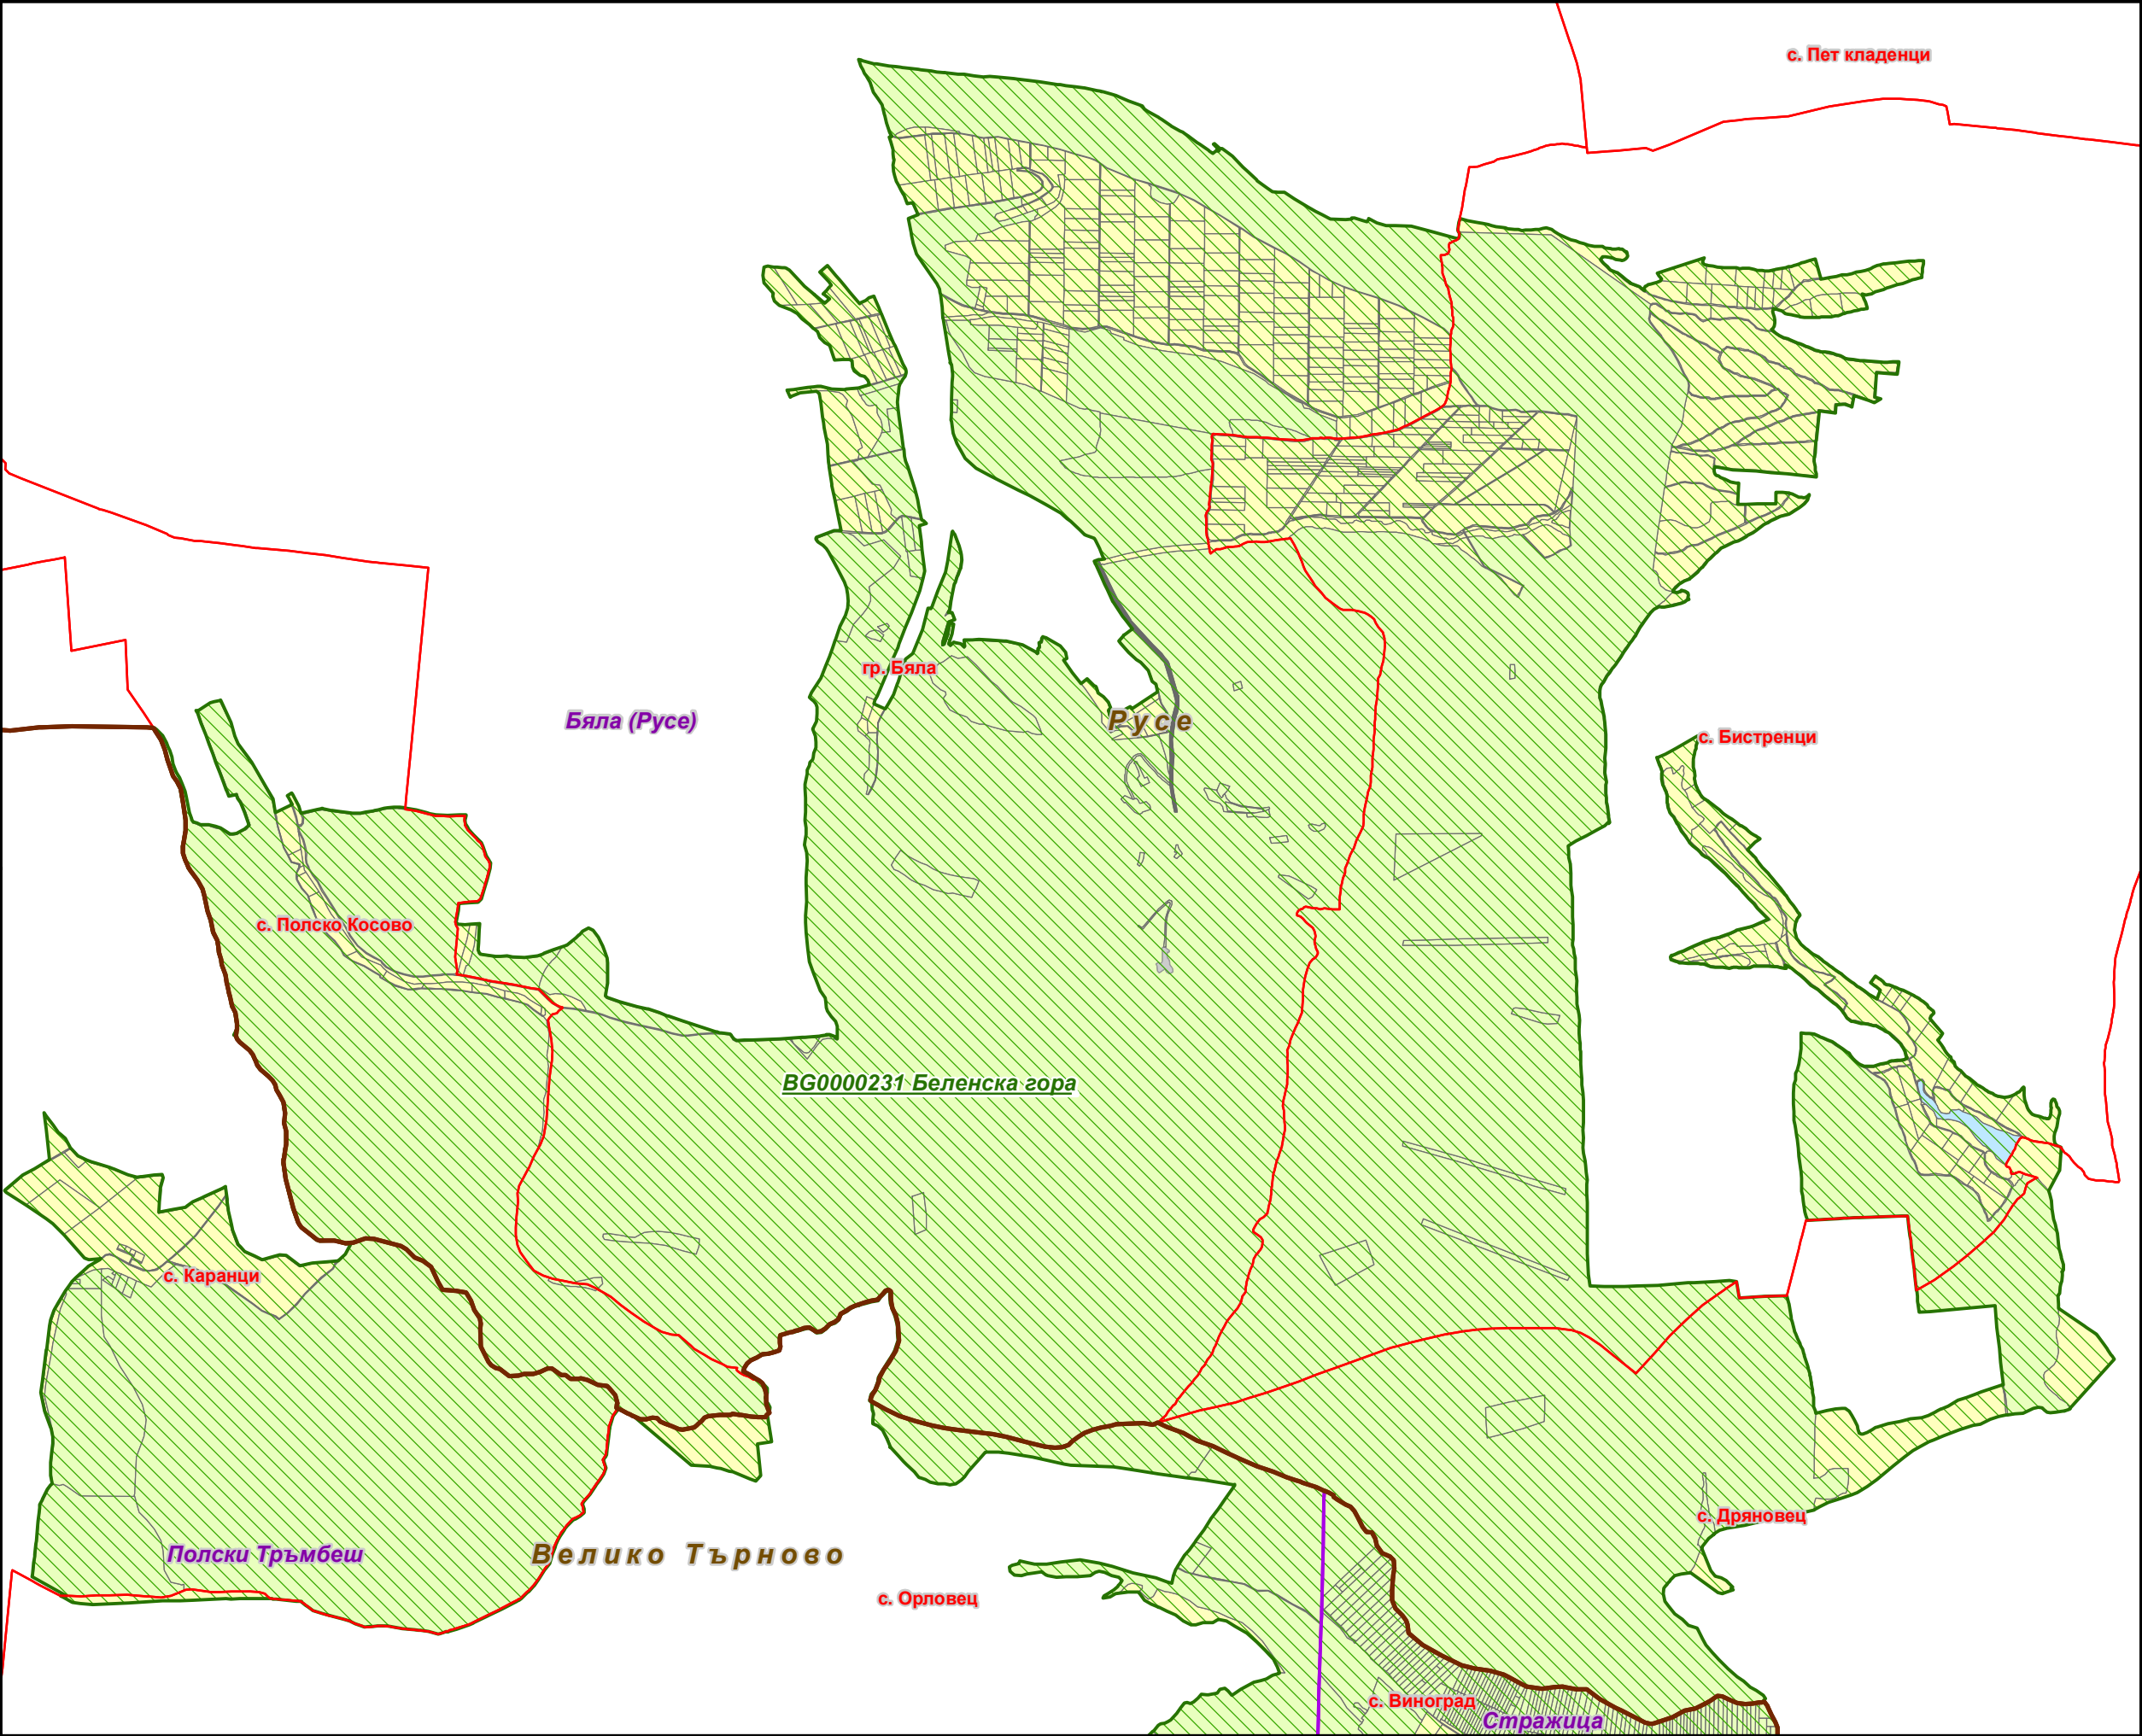 с. Пет кладенци
гр. Бяла
Бяла (Русе)
Русе
с. Бистренци
с. Полско Косово
BG0000231 Беленска гора
с. Каранци
с. Дряновец
Полски Тръмбеш
Велико Търново
с. Орловец
с. Виноград
Стражица